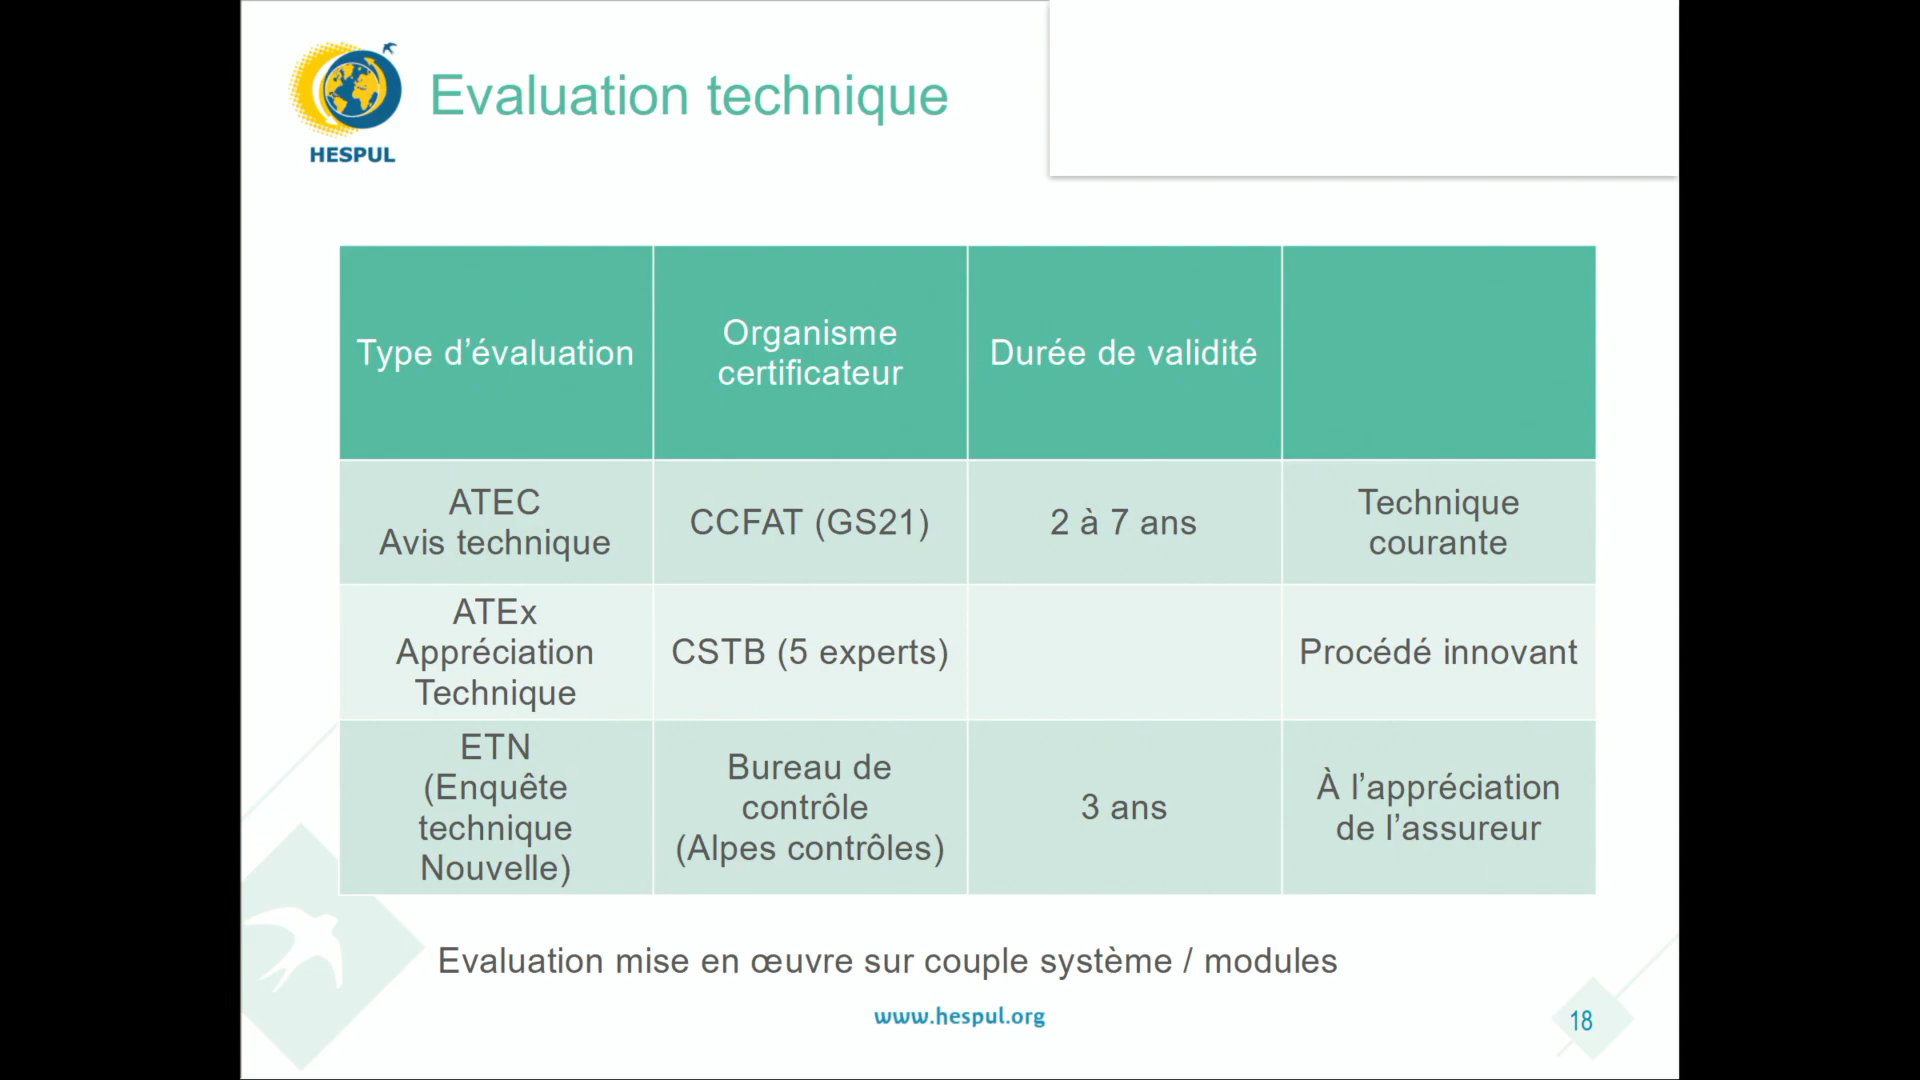 HESPUL
Evaluation technique
Type d’évaluation
Organisme
certificateur
Durée de validité
ATEC
Avis technique
CCFAT (GS21)
2 à 7 ans
Technique
courante
ATEx
Appréciation
Technique
CSTB (5 experts)
Procédé innovant
ETN
(Enquête
technique
Nouvelle)
Bureau de
contrôle
(Alpes contrôles)
3 ans
À l’appréciation
de l’assureur
Evaluation mise en œuvre sur couple système / modules
www.hespul.org
18